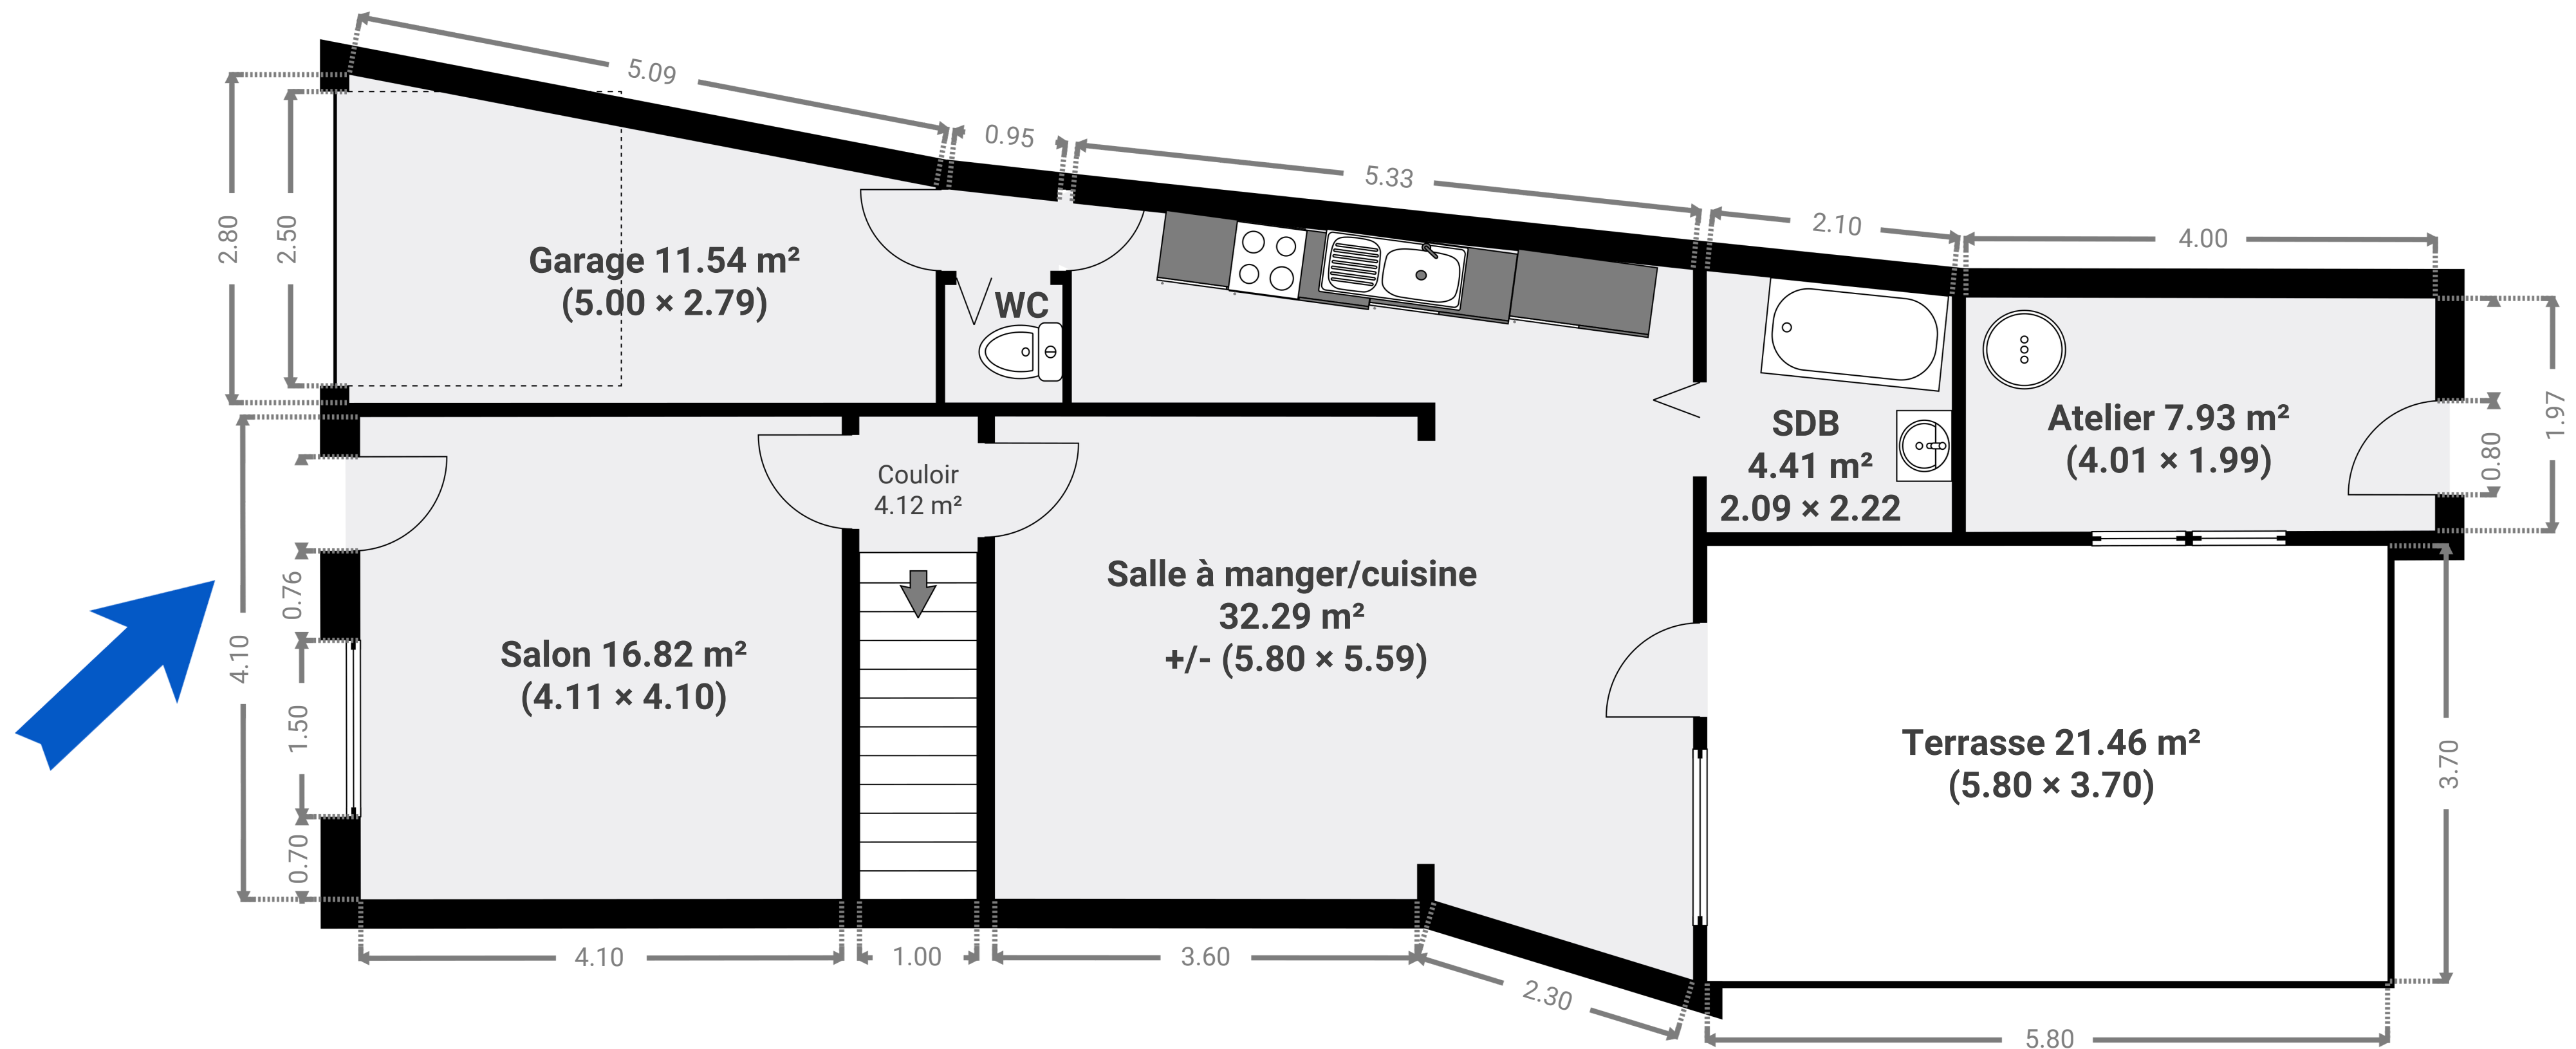 5.09
0.95
5.33
2.10
4.00
2.80
2.50
Garage 11.54 m²
(5.00 × 2.79)
WC
SDB
4.41 m²
2.09 × 2.22
Atelier 7.93 m²
(4.01 × 1.99)
0.80
1.97
Couloir
4.12 m²
4.10
0.76
1.50
0.70
Salon 16.82 m²
(4.11 × 4.10)
Salle à manger/cuisine
32.29 m²
+/- (5.80 × 5.59)
Terrasse 21.46 m²
(5.80 × 3.70)
3.70
4.10
1.00
3.60
2.30
5.80